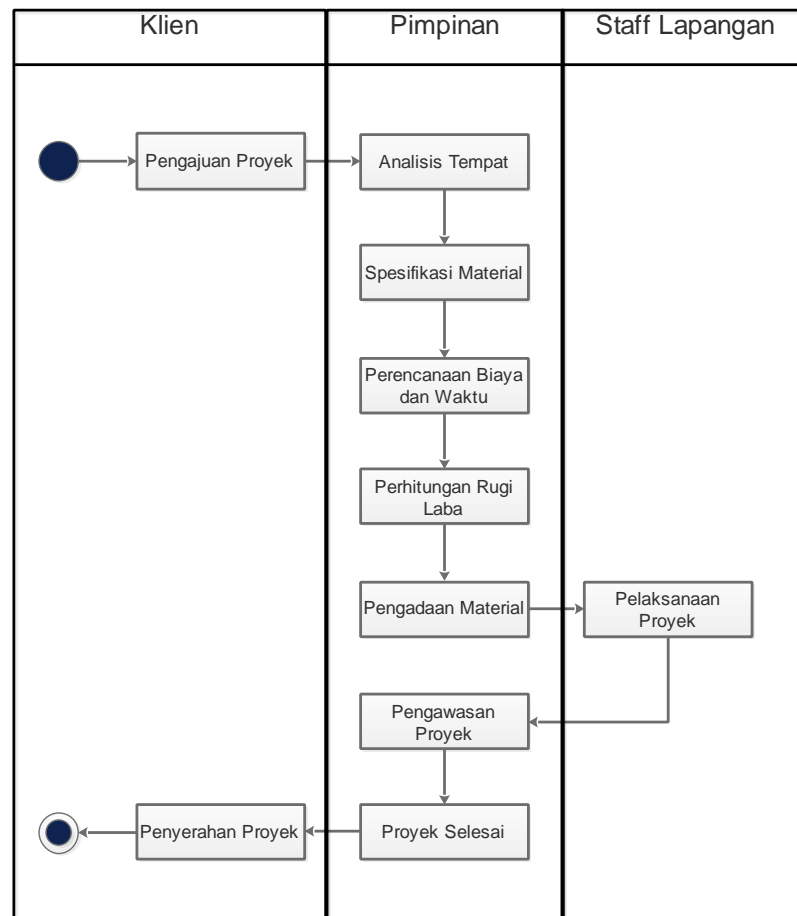 Klien
Pimpinan
Staff Lapangan
Pengajuan Proyek
Analisis Tempat
Spesifikasi Material
Perencanaan Biaya
dan Waktu
Perhitungan Rugi
Laba
Pengadaan Material
Pelaksanaan
Proyek
Pengawasan
Proyek
Penyerahan Proyek
Proyek Selesai